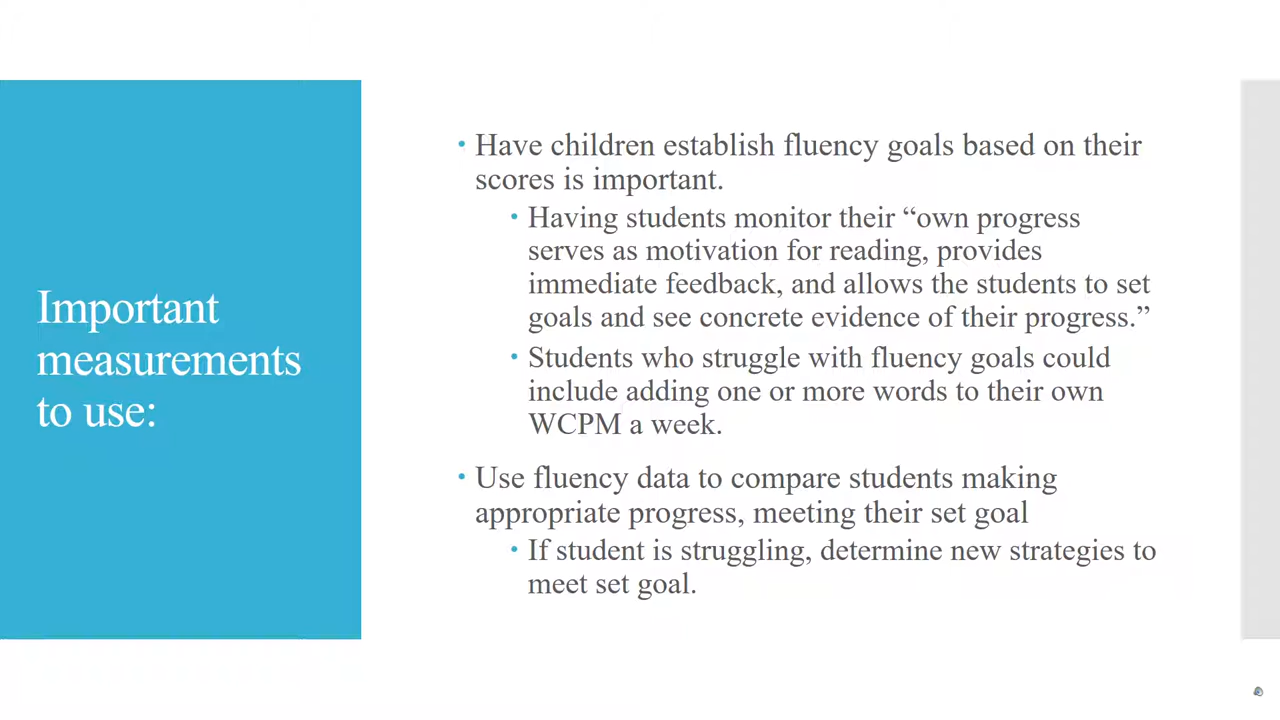 Important
measurements
to use:
• Have children establish fluency goals based on their
scores is important.
• Having students monitor their “own progress
serves as motivation for reading, provides
immediate feedback, and allows the students to set
goals and see concrete evidence of their progress.”
• Students who struggle with fluency goals could
include adding one or more words to their own
WCPM a week.
• Use fluency data to compare students making
appropriate progress, meeting their set goal
• If student is struggling, determine new strategies to
meet set goal.